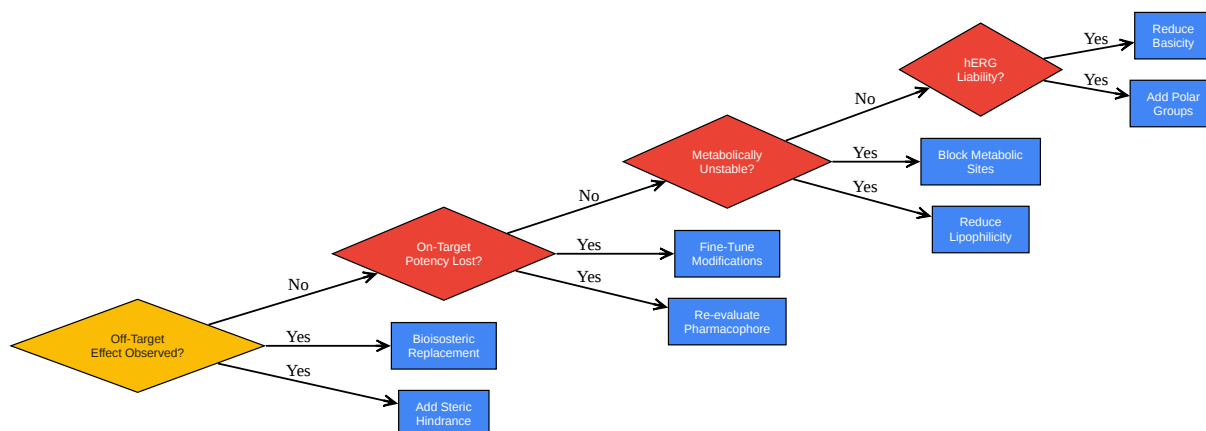 Reduce
Basicity
Yes
hERG
Liability?
Yes
Add Polar
Groups
No
Metabolically
Unstable?
Yes
Block Metabolic
Sites
Yes
Reduce
Lipophilicity
No
On-Target
Potency Lost?
Yes
Fine-Tune
Modifications
Yes
Re-evaluate
Pharmacophore
No
Off-Target
Effect Observed?
Yes
Bioisosteric
Replacement
Yes
Add Steric
Hindrance